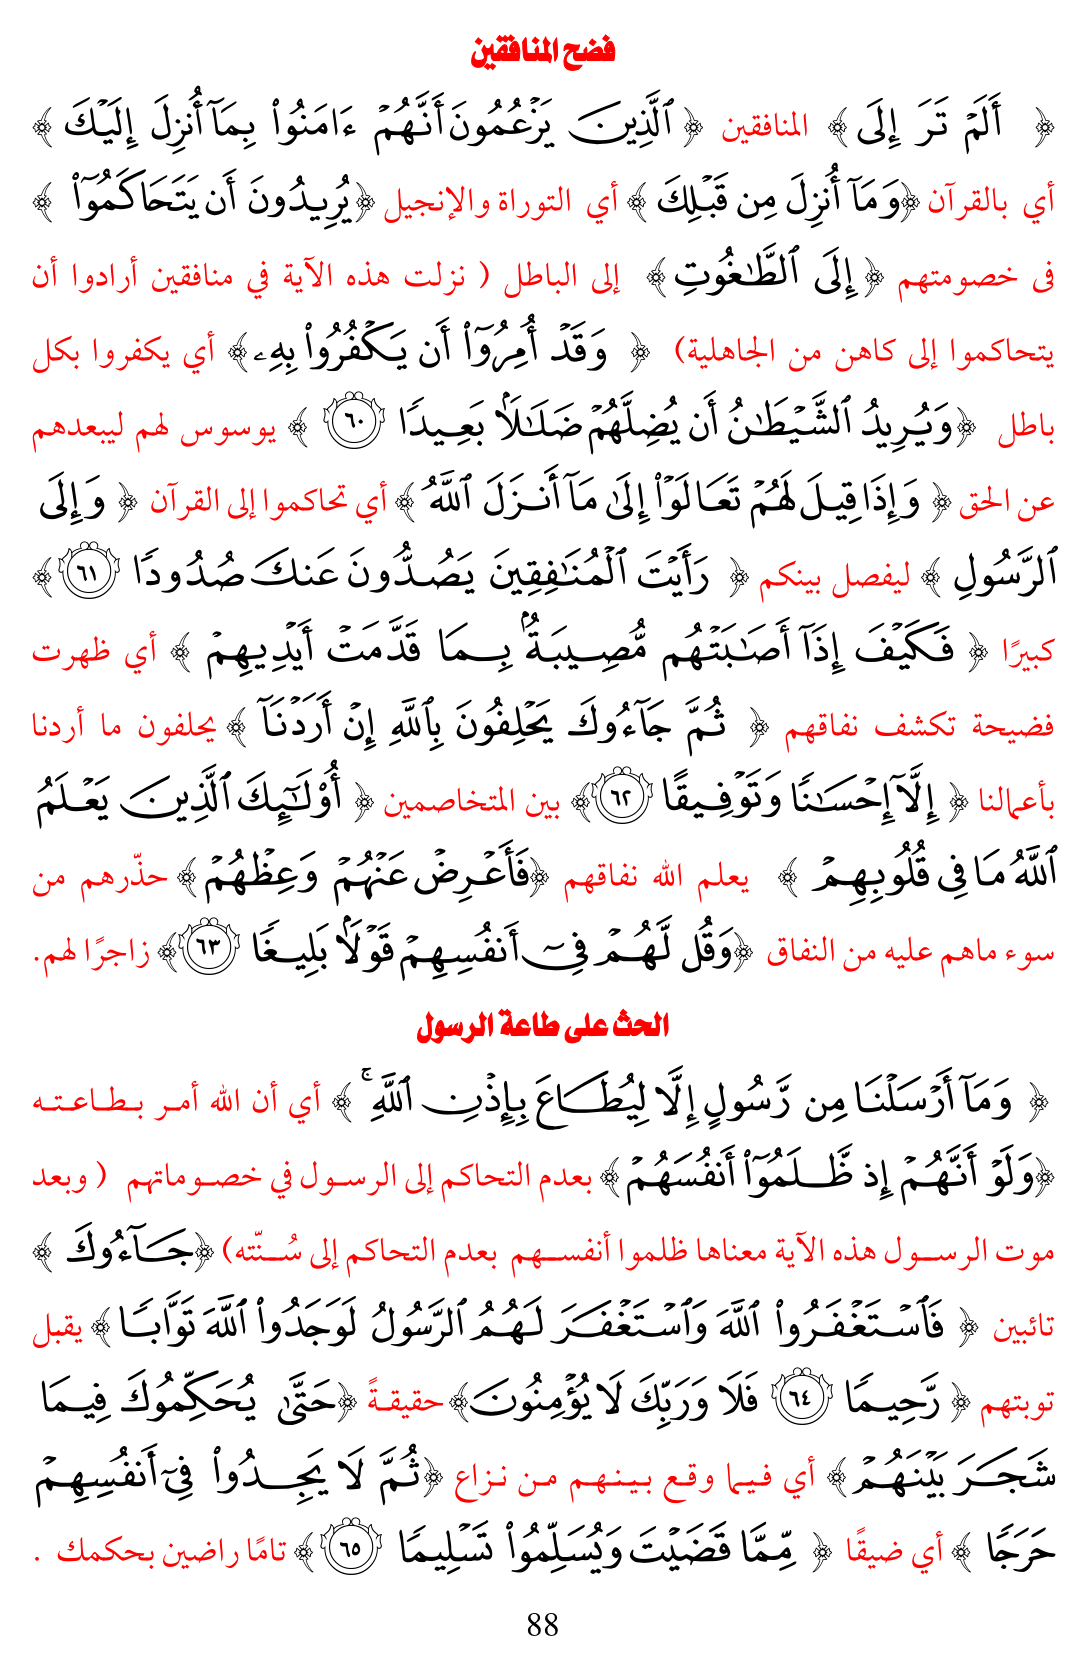 فضح المنافقين
﴿ أَلَمْ تَرَ إِلَى ﴾ المنافقين ﴿ ٱلَّذِينَ يَزْعُمُونَ أَنَّهُمْ ءَامَنُوا۟ بِمَآ أُنزِلَ إِلَيْكَ ﴾
أي بالقرآن ﴿وَمَآ أُنزِلَ مِن قَبْلِكَ ﴾ أي التوراة والإنجيل ﴿يُرِيدُونَ أَن يَتَحَاكَمُوٓا۟ ﴾
فى خصومتهم ﴿ إِلَى ٱلطَّٰغُوتِ ﴾ إلى الباطل ( نزلت هذه الآية في منافقين أرادوا أن
يتحاكموا إلى كاهن من الجاهلية) ﴿ وَقَدْ أُمِرُوٓا۟ أَن يَكْفُرُوا۟ بِهِۦ ﴾ أي يكفروا بكل
باطل ﴿وَيُرِيدُ ٱلشَّيْطَٰنُ أَن يُضِلَّهُمْ ضَلَٰلًۢا بَعِيدًا ٦٠ ﴾ يوسوس لهم ليبعدهم
عن الحق ﴿ وَإِذَا قِيلَ لَهُمْ تَعَالَوْا۟ إِلَىٰ مَآ أَنزَلَ ٱللَّهُ ﴾ أي تحاكموا إلى القرآن ﴿ وَإِلَى
ٱلرَّسُولِ ﴾ ليفصل بينكم ﴿ رَأَيْتَ ٱلْمُنَٰفِقِينَ يَصُدُّونَ عَنكَ صُدُودًا ٦١ ﴾
كبيرًا ﴿ فَكَيْفَ إِذَآ أَصَٰبَتْهُم مُّصِيبَةٌۢ بِمَا قَدَّمَتْ أَيْدِيهِمْ ﴾ أي ظهرت
فضيحة تكشف نفاقهم ﴿ ثُمَّ جَآءُوكَ يَحْلِفُونَ بِٱللَّهِ إِنْ أَرَدْنَآ ﴾ يحلفون ما أردنا
بأعمالنا ﴿ إِلَّآ إِحْسَٰنًا وَتَوْفِيقًا ٦٢ ﴾ بين المتخاصمين ﴿ أُو۟لَٰٓئِكَ ٱلَّذِينَ يَعْلَمُ
ٱللَّهُ مَا فِى قُلُوبِهِمْ ﴾ يعلم الله نفاقهم ﴿فَأَعْرِضْ عَنْهُمْ وَعِظْهُمْ ﴾ حذّرهم من
سوء ماهم عليه من النفاق ﴿وَقُل لَّهُمْ فِىٓ أَنفُسِهِمْ قَوْلًۢا بَلِيغًا ٦٣ ﴾ زاجرًا لهم.
الحث على طاعة الرسول
﴿ وَمَآ أَرْسَلْنَا مِن رَّسُولٍ إِلَّا لِيُطَاعَ بِإِذْنِ ٱللَّهِ ۚ ﴾ أي أن الله أمر بطاعته
﴿وَلَوْ أَنَّهُمْ إِذ ظَّلَمُوٓا۟ أَنفُسَهُمْ ﴾ بعدم التحاكم إلى الرسول في خصوماتهم ( وبعد
موت الرسول هذه الآية معناها ظلموا أنفسهم بعدم التحاكم إلى سُنّته) ﴿جَآءُوكَ ﴾
تائبين ﴿ فَٱسْتَغْفَرُوا۟ ٱللَّهَ وَٱسْتَغْفَرَ لَهُمُ ٱلرَّسُولُ لَوَجَدُوا۟ ٱللَّهَ تَوَّابًا ﴾ يقبل
توبتهم ﴿ رَّحِيمًا ٦٤ فَلَا وَرَبِّكَ لَا يُؤْمِنُونَ﴾ حقيقةً ﴿حَتَّىٰ يُحَكِّمُوكَ فِيمَا
شَجَرَ بَيْنَهُمْ ﴾ أي فيما وقع بينهم من نزاع ﴿ثُمَّ لَا يَجِدُوا۟ فِىٓ أَنفُسِهِمْ
حَرَجًا ﴾ أي ضيقًا ﴿ مِّمَّا قَضَيْتَ وَيُسَلِّمُوا۟ تَسْلِيمًا ٦٥ ﴾ تامًا راضين بحكمك .
88